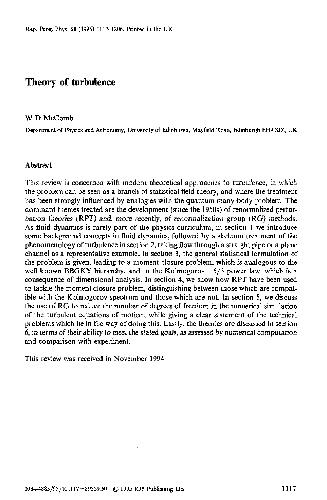 Rep. Prog. Phys. 58 (1995) 1117–1206. Printed in the UK
Theory of turbulence
W D McComb
Department of Physics and Astronomy, University of Edinburgh, Mayfield Road, Edinburgh EH9 3JZ, UK
Abstract
This review is concerned with modern theoretical approaches to turbulence, in which
the problem can be seen as a branch of statistical field theory, and where the treatment
has been strongly influenced by analogies with the quantum many-body problem. The
dominant themes treated are the development (since the 1950s) of renormalized pertur-
bation theories (RPT) and, more recently, of renormalization group (RG) methods.
As fluid dynamics is rarely part of the physics curriculum, in section 1 we introduce
some background concepts in fluid dynamics, followed by a skeleton treatment of the
phenomenology of turbulence in section 2, taking flow through a straight pipe or a plane
channel as a representative example. In section 3, the general statistical formulation of
the problem is given, leading to a moment closure problem, which is analogous to the
well known BBGKY hierarchy, and to the Kolmogorov −5/3 power law, which is a
consequence of dimensional analysis. In section 4, we show how RPT have been used
to tackle the moment closure problem, distinguishing between those which are compat-
ible with the Kolmogorov spectrum and those which are not. In section 5, we discuss
the use of RG to reduce the number of degrees of freedom in the numerical simulation
of the turbulent equations of motion, while giving a clear statement of the technical
problems which lie in the way of doing this. Lastly, the theories are discussed in section
6, in terms of their ability to meet the stated goals, as assessed by numerical computation
and comparison with experiment.
This review was received in November 1994
© 1995 IOP Publishing Ltd
1117